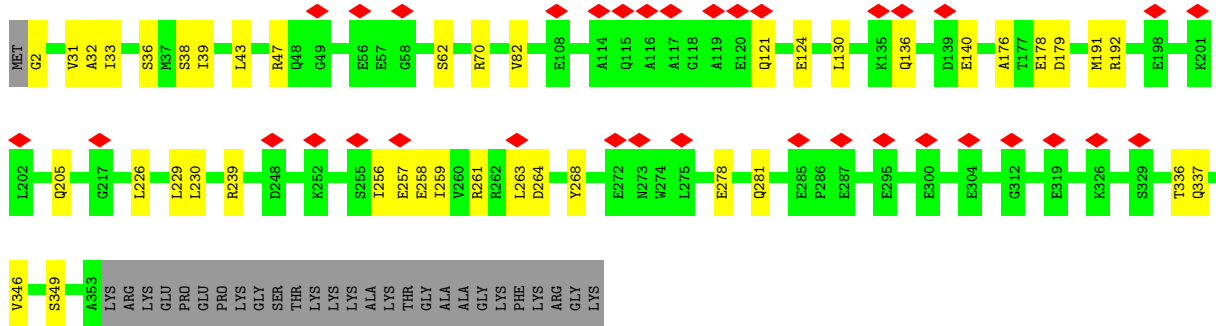 MET G2 V31 A32 I33 S36 M37 S38 I39 L43 R47 Q48 G49 E56 E57 G58 S62 R70 V82 E108 A114 Q115 A116 A117 G118 A119 E120 Q121 E124 L130 K135 Q136 D139 E140 A176 T177 E178 D179 M191 R192 E198 K201
L202 Q205 G217 L226 L229 L230 R239 D248 K252 S255 I256 E257 E258 I259 V260 R261 R262 L263 D264 Y268 E272 N273 W274 L275 E278 Q281 E285 P286 E287 E295 E300 E304 G312 E319 K326 S329 T336 Q337
V346 S349 A353 LYS ARG LYS GLU PRO GLU PRO LYS GLY SER THR LYS LYS LYS ALA LYS THR GLY ALA ALA GLY LYS PHE LYS ARG GLY LYS